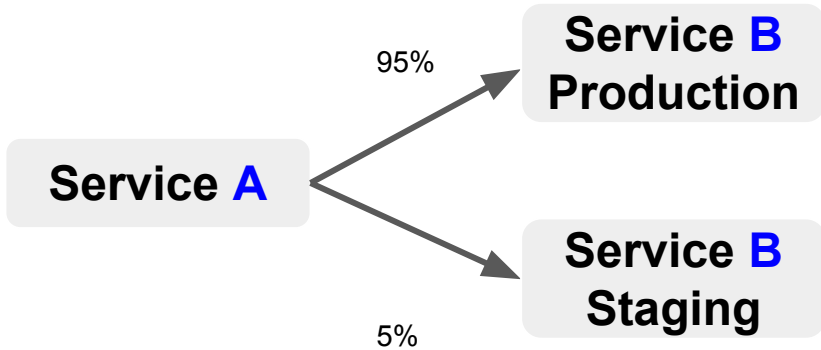 95%
Service B
Production
Service A
Service B
Staging
5%